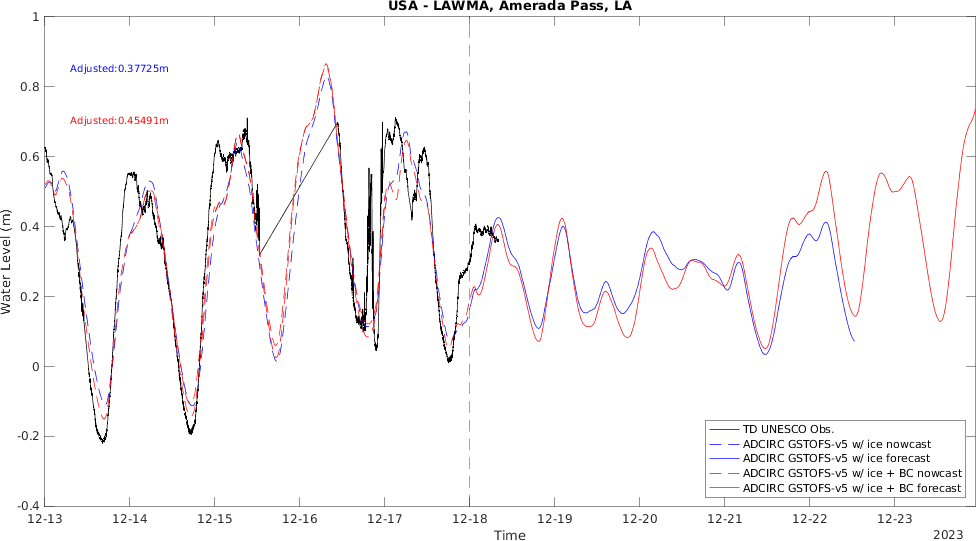 USA - LAWMA, Amerada Pass, LA
1
0.8
0.6
0.4
0.2
0
-0.2
-0.4
Water Level (m)
Adjusted:0.37725m
Adjusted:0.45491m
TD UNESCO Obs.
ADCIRC GSTOFS-v5 w/ ice nowcast
ADCIRC GSTOFS-v5 w/ ice forecast
ADCIRC GSTOFS-v5 w/ ice + BC nowcast
ADCIRC GSTOFS-v5 w/ ice + BC forecast
12-13 12-14 12-15 12-16 12-17 12-18 12-19 12-20 12-21 12-22 12-23
Time
2023